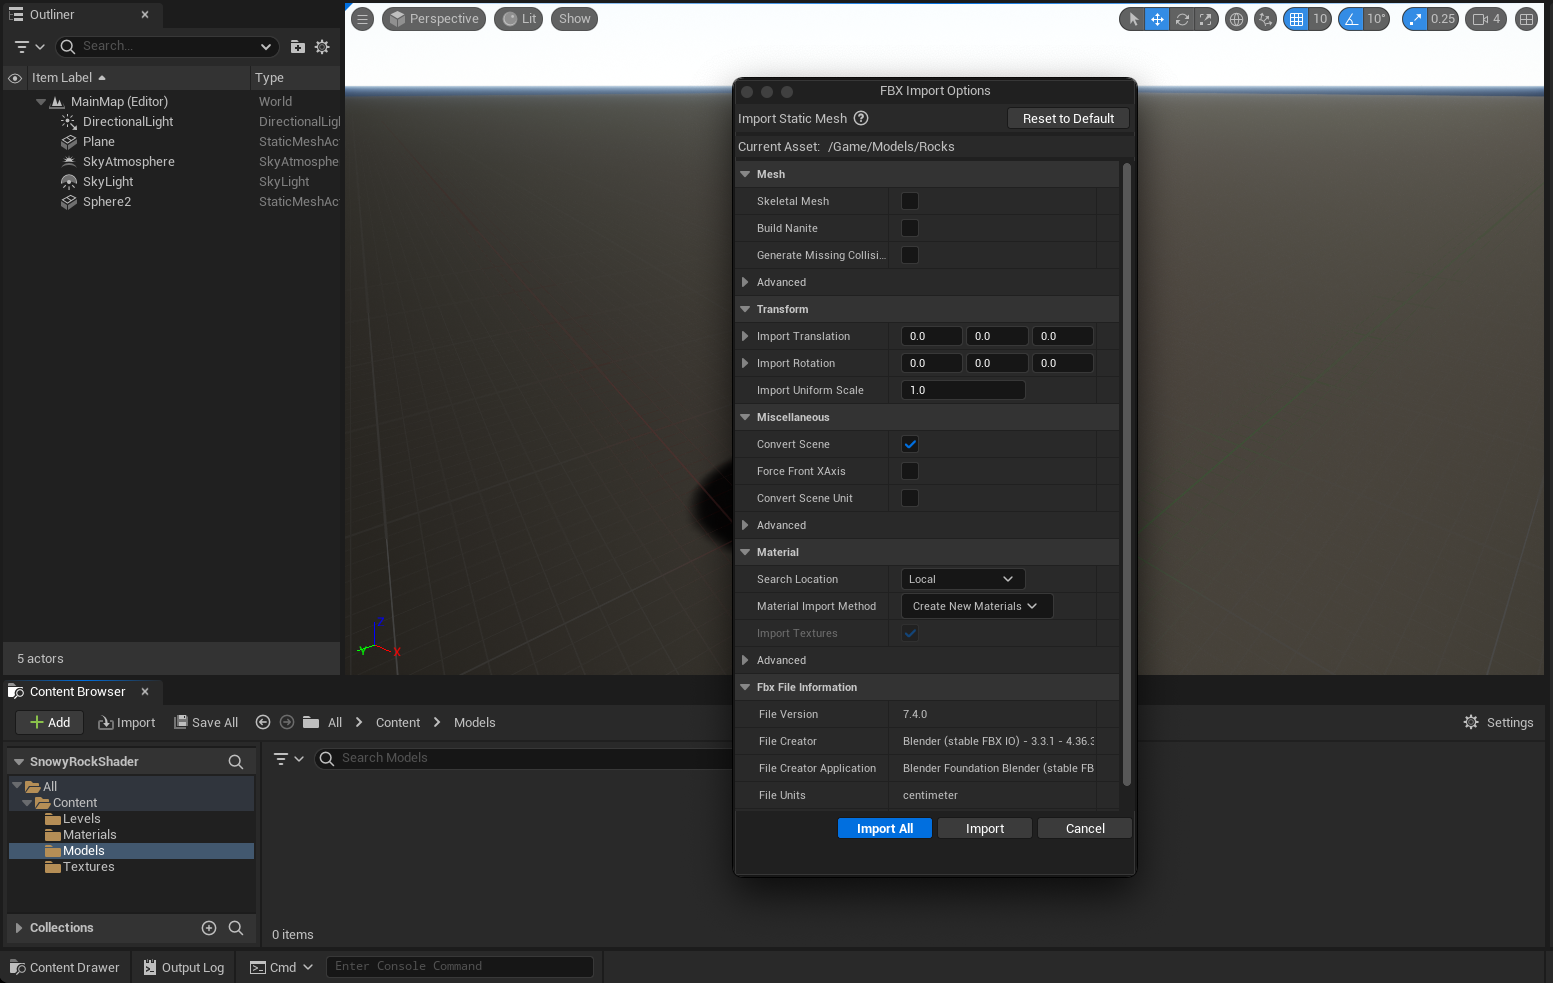 Outliner
Search...
Item Label Type
MainMap (Editor) World
DirectionalLight DirectionalLigh
Plane StaticMeshAc
SkyAtmosphere SkyAtmosphe
SkyLight SkyLight
Sphere2 StaticMeshAc
5 actors
Perspective Lit Show
10 10° 0.25 4
Z
Y X
FBX Import Options
Import Static Mesh ? Reset to Default
Current Asset: /Game/Models/Rocks
Mesh
Skeletal Mesh
Build Nanite
Generate Missing Collisi...
Advanced
Transform
Import Translation 0.0 0.0 0.0
Import Rotation 0.0 0.0 0.0
Import Uniform Scale 1.0
Miscellaneous
Convert Scene
Force Front XAxis
Convert Scene Unit
Advanced
Material
Search Location Local
Material Import Method Create New Materials
Import Textures
Advanced
Fbx File Information
File Version 7.4.0
File Creator Blender (stable FBX IO) - 3.3.1 - 4.36.3
File Creator Application Blender Foundation Blender (stable FB
File Units centimeter
Import All Import Cancel
Content Browser
Add Import Save All All Content Models Settings
SnowyRockShader
All
Content
Levels
Materials
Models
Textures
Collections
Search Models
0 items
Content Drawer Output Log Cmd Enter Console Command